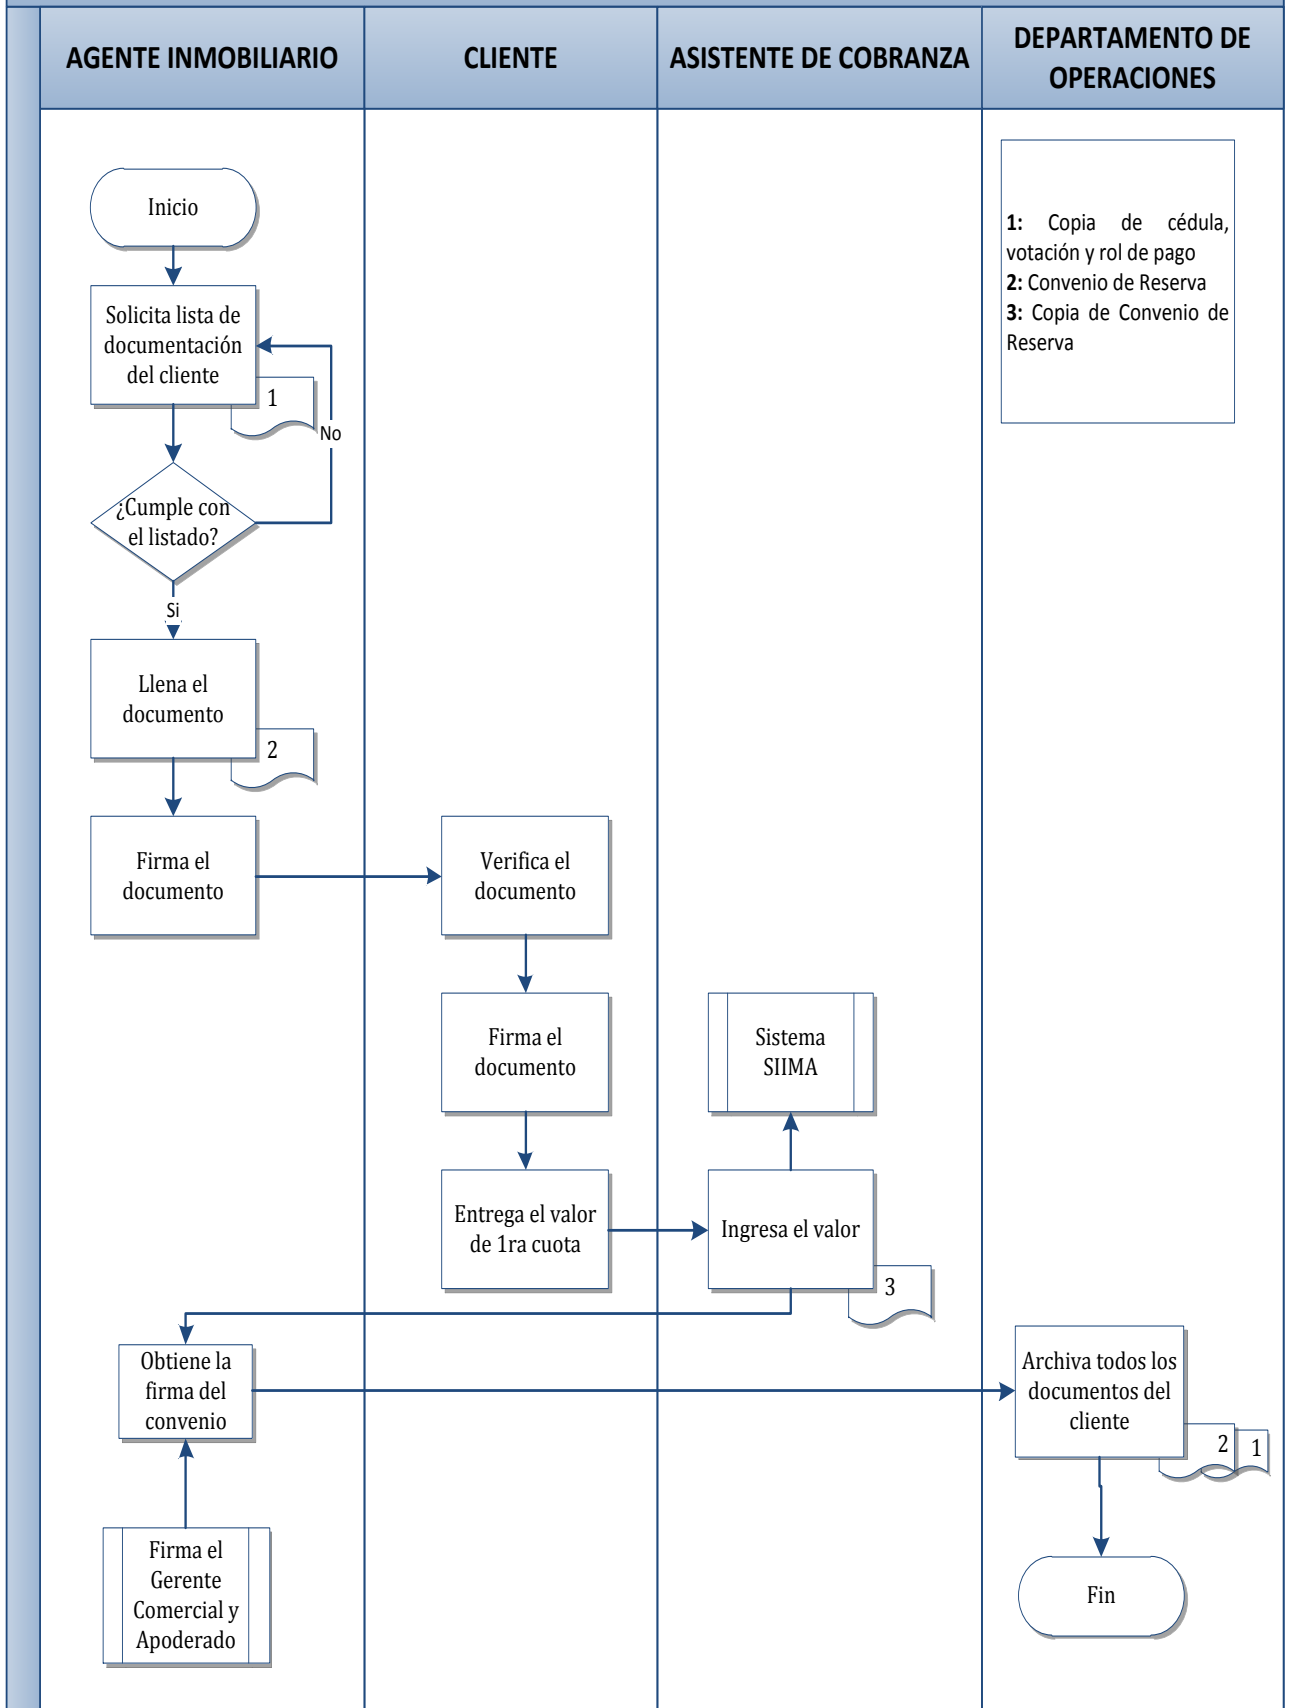 AGENTE INMOBILIARIO
CLIENTE
ASISTENTE DE COBRANZA
DEPARTAMENTO DE
OPERACIONES
Inicio
1: Copia de cédula,
votación y rol de pago
2: Convenio de Reserva
3: Copia de Convenio de
Reserva
Solicita lista de
documentación
del cliente
1
No
¿Cumple con
el listado?
Si
Llena el
documento
2
Firma el
documento
Verifica el
documento
Firma el
documento
Sistema
SIIMA
Entrega el valor
de 1ra cuota
Ingresa el valor
3
Obtiene la
firma del
convenio
Archiva todos los
documentos del
cliente
2
1
Firma el
Gerente
Comercial y
Apoderado
Fin